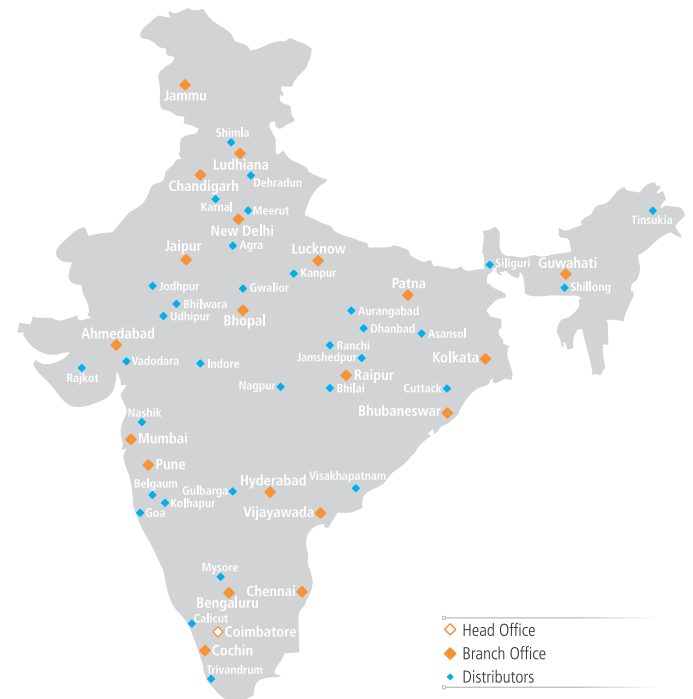 Jammu
Shimla
Ludhiana
Chandigarh
Dehradun
Karnal
Meerut
New Delhi
Tinsukia
Agra
Jaipur
Lucknow
Siliguri
Guwahati
Kanpur
Patna
Jodhpur
Gwalior
Shillong
Bhilwara
Udhipur
Bhopal
Aurangabad
Ahmedabad
Dhanbad
Asansol
Ranchi
Jamshedpur
Kolkata
Vadodara
Indore
Rajkot
Raipur
Nagpur
Bhilai
Cuttack
Bhubaneswar
Nashik
Mumbai
Pune
Belgaum
Gulbarga
Hyderabad
Visakhapatnam
Kolhapur
Goa
Vijayawada
Mysore
Chennai
Bengaluru
Calicut
Coimbatore
Cochin
Trivandrum
Head Office
Branch Office
Distributors